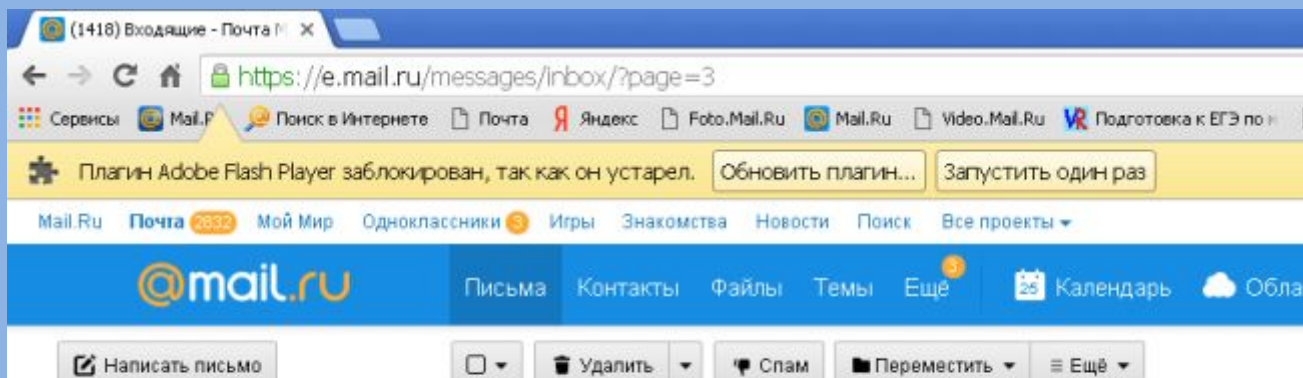 (1418) Входящие - Почта М
https://e.mail.ru/messages/inbox/?page=3
Сервисы Mail.Р Поиск в Интернете Почта Яндекс Foto.Mail.Ru Mail.Ru Video.Mail.Ru Подготовка к ЕГЭ по
Плагин Adobe Flash Player заблокирован, так как он устарел. Обновить плагин... Запустить один раз
Mail.Ru Почта 2832 Мой Мир Одноклассники 3 Игры Знакомства Новости Поиск Все проекты
@mail.ru Письма Контакты Файлы Темы Ещё 3 25 Календарь Обла
Написать письмо Удалить Спам Переместить Ещё